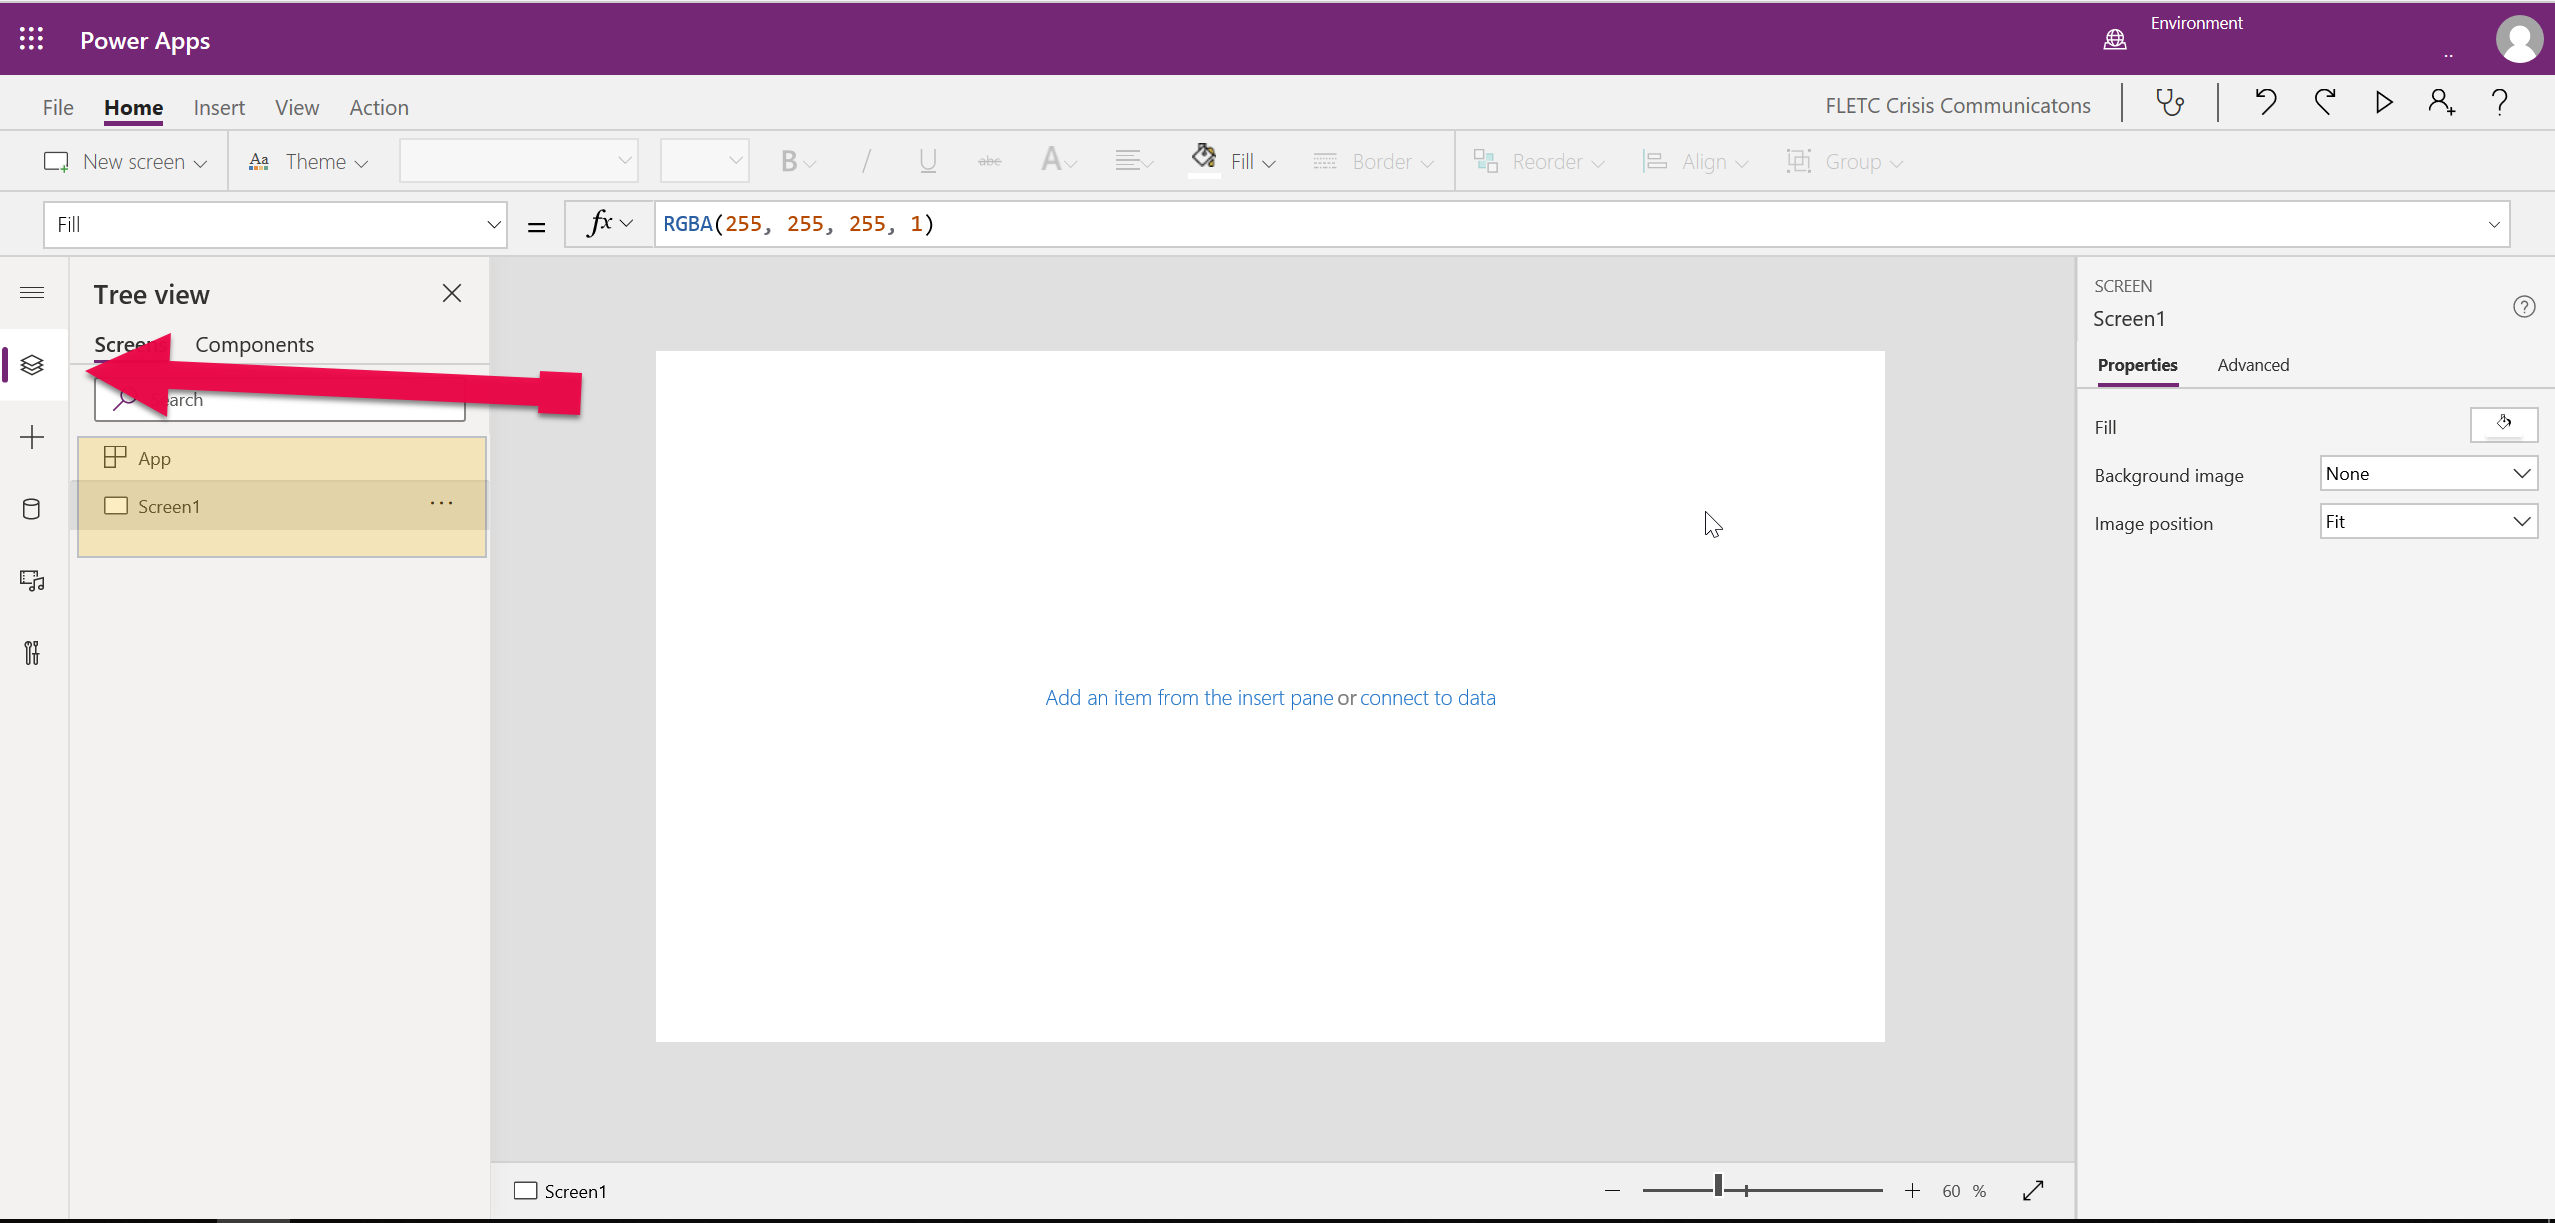 Power Apps
Environment
..
File Home Insert View Action
FLETC Crisis Communicatons
New screen
Aa Theme
B / U abc A
Fill
Border
Reorder
Align
Group
Fill
=
fx
RGBA(255, 255, 255, 1)
Tree view
Screens Components
App
Screen1
...
Add an item from the insert pane or connect to data
Screen1
60 %
SCREEN
Screen1
Properties Advanced
Fill
Background image None
Image position Fit